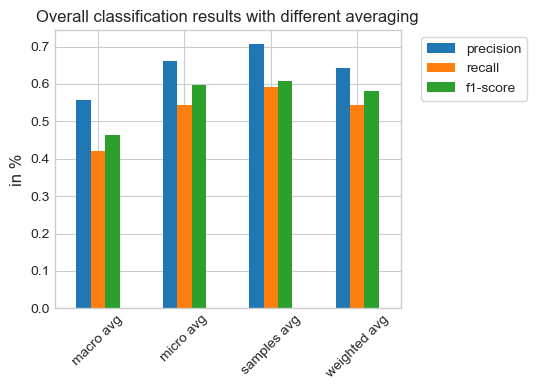 Overall classification results with different averaging
in %
0.7
0.6
0.5
0.4
0.3
0.2
0.1
0.0
macro avg
micro avg
samples avg
weighted avg
precision
recall
f1-score